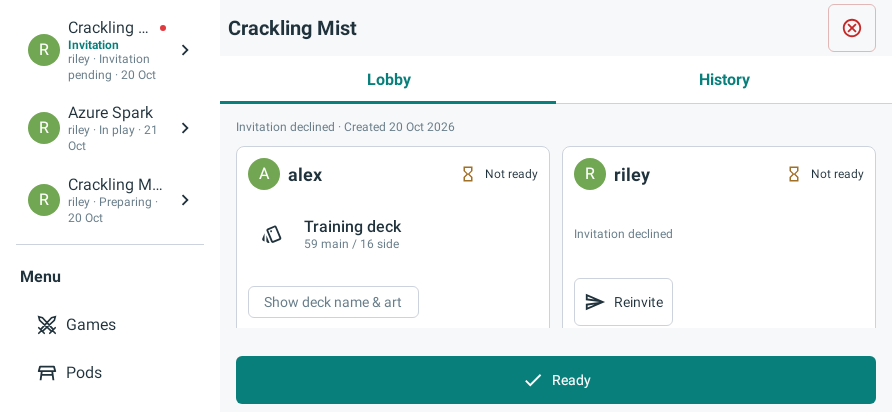 Crackling ...
R
Invitation
riley · Invitation
pending · 20 Oct
Azure Spark
R
riley · In play · 21
Oct
Crackling M...
R
riley · Preparing ·
20 Oct
Menu
Games
Pods
Crackling Mist
Lobby
History
Invitation declined · Created 20 Oct 2026
A
alex
Not ready
Training deck
59 main / 16 side
Show deck name & art
R
riley
Not ready
Invitation declined
Reinvite
Ready